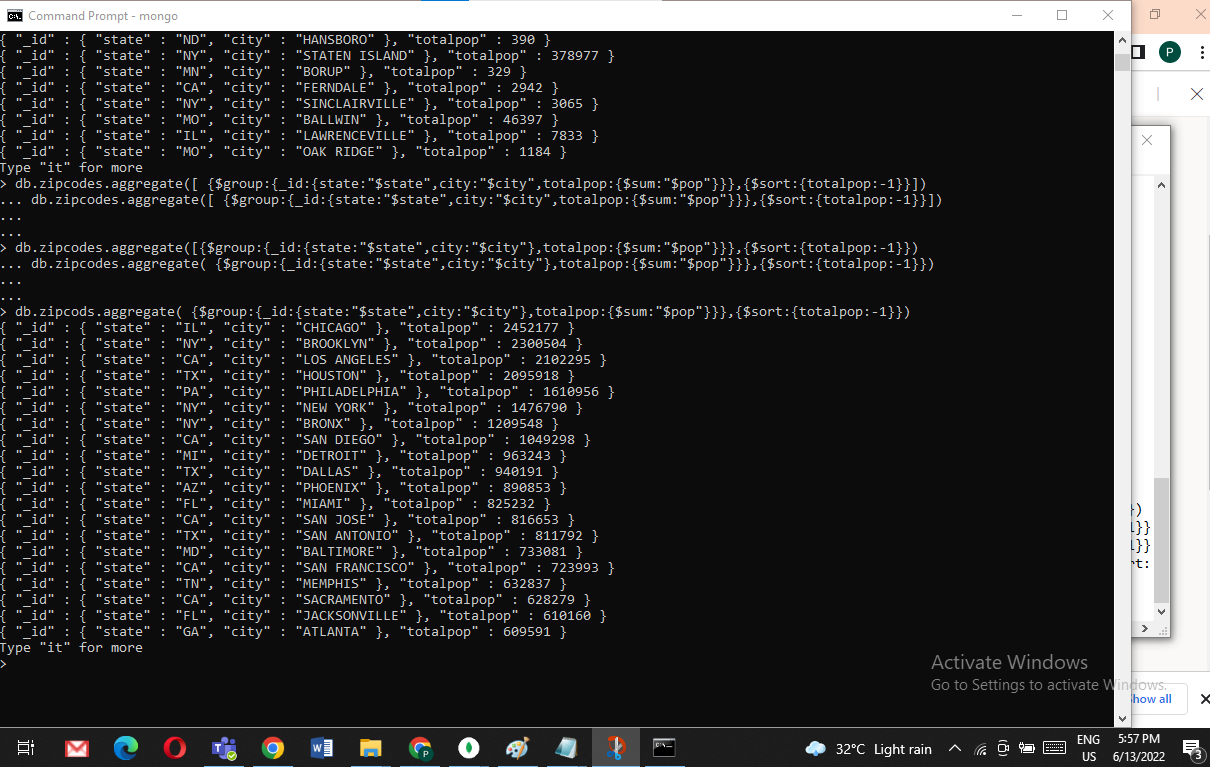 Command Prompt - mongo
{ "_id" : { "state" : "ND", "city" : "HANSBORO" }, "totalpop" : 390 }
{ "_id" : { "state" : "NY", "city" : "STATEN ISLAND" }, "totalpop" : 378977 }
{ "_id" : { "state" : "MN", "city" : "BORUP" }, "totalpop" : 329 }
{ "_id" : { "state" : "CA", "city" : "FERNDALE" }, "totalpop" : 2942 }
{ "_id" : { "state" : "NY", "city" : "SINCLAIRVILLE" }, "totalpop" : 3065 }
{ "_id" : { "state" : "MO", "city" : "BALLWIN" }, "totalpop" : 46397 }
{ "_id" : { "state" : "IL", "city" : "LAWRENCEVILLE" }, "totalpop" : 7833 }
{ "_id" : { "state" : "MO", "city" : "OAK RIDGE" }, "totalpop" : 1184 }
Type "it" for more
> db.zipcodes.aggregate([ {$group:{_id:{state:"$state",city:"$city",totalpop:{$sum:"$pop"}}},{$sort:{totalpop:-1}}])
... db.zipcodes.aggregate([ {$group:{_id:{state:"$state",city:"$city",totalpop:{$sum:"$pop"}}},{$sort:{totalpop:-1}}])
...
...
> db.zipcodes.aggregate([{$group:{_id:{state:"$state",city:"$city"},totalpop:{$sum:"$pop"}}},{$sort:{totalpop:-1}})
... db.zipcodes.aggregate( {$group:{_id:{state:"$state",city:"$city"},totalpop:{$sum:"$pop"}}},{$sort:{totalpop:-1}})
...
...
> db.zipcods.aggregate( {$group:{_id:{state:"$state",city:"$city"},totalpop:{$sum:"$pop"}}},{$sort:{totalpop:-1}})
{ "_id" : { "state" : "IL", "city" : "CHICAGO" }, "totalpop" : 2452177 }
{ "_id" : { "state" : "NY", "city" : "BROOKLYN" }, "totalpop" : 2300504 }
{ "_id" : { "state" : "CA", "city" : "LOS ANGELES" }, "totalpop" : 2102295 }
{ "_id" : { "state" : "TX", "city" : "HOUSTON" }, "totalpop" : 2095918 }
{ "_id" : { "state" : "PA", "city" : "PHILADELPHIA" }, "totalpop" : 1610956 }
{ "_id" : { "state" : "NY", "city" : "NEW YORK" }, "totalpop" : 1476790 }
{ "_id" : { "state" : "NY", "city" : "BRONX" }, "totalpop" : 1209548 }
{ "_id" : { "state" : "CA", "city" : "SAN DIEGO" }, "totalpop" : 1049298 }
{ "_id" : { "state" : "MI", "city" : "DETROIT" }, "totalpop" : 963243 }
{ "_id" : { "state" : "TX", "city" : "DALLAS" }, "totalpop" : 940191 }
{ "_id" : { "state" : "AZ", "city" : "PHOENIX" }, "totalpop" : 890853 }
{ "_id" : { "state" : "FL", "city" : "MIAMI" }, "totalpop" : 825232 }
{ "_id" : { "state" : "CA", "city" : "SAN JOSE" }, "totalpop" : 816653 }
{ "_id" : { "state" : "TX", "city" : "SAN ANTONIO" }, "totalpop" : 811792 }
{ "_id" : { "state" : "MD", "city" : "BALTIMORE" }, "totalpop" : 733081 }
{ "_id" : { "state" : "CA", "city" : "SAN FRANCISCO" }, "totalpop" : 723993 }
{ "_id" : { "state" : "TN", "city" : "MEMPHIS" }, "totalpop" : 632837 }
{ "_id" : { "state" : "CA", "city" : "SACRAMENTO" }, "totalpop" : 628279 }
{ "_id" : { "state" : "FL", "city" : "JACKSONVILLE" }, "totalpop" : 610160 }
{ "_id" : { "state" : "GA", "city" : "ATLANTA" }, "totalpop" : 609591 }
Type "it" for more
>
P
})
1}}
1}}
rt:
Activate Windows
Go to Settings to activate Windows.
Show all
32°C Light rain
ENG
US
5:57 PM
6/13/2022
3